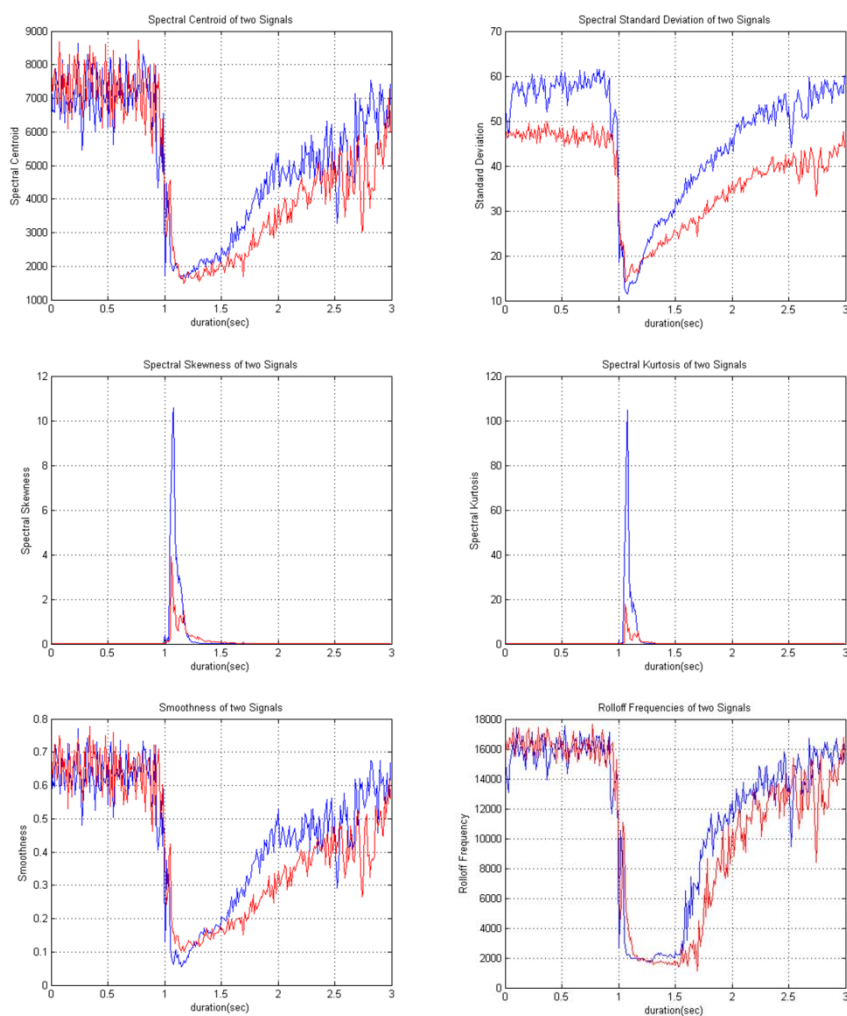 Spectral Centroid of two Signals
9000
8000
7000
6000
5000
4000
3000
2000
1000
Spectral Centroid
0 0.5 1 1.5 2 2.5 3
duration(sec)
Spectral Standard Deviation of two Signals
70
60
50
40
30
20
10
Standard Deviation
0 0.5 1 1.5 2 2.5 3
duration(sec)
Spectral Skewness of two Signals
12
10
8
6
4
2
0
Spectral Skewness
0 0.5 1 1.5 2 2.5 3
duration(sec)
Spectral Kurtosis of two Signals
120
100
80
60
40
20
0
Spectral Kurtosis
0 0.5 1 1.5 2 2.5 3
duration(sec)
Smoothness of two Signals
0.8
0.7
0.6
0.5
0.4
0.3
0.2
0.1
0
Smoothness
0 0.5 1 1.5 2 2.5 3
duration(sec)
Rolloff Frequencies of two Signals
18000
16000
14000
12000
10000
8000
6000
4000
2000
0
Rolloff Frequency
0 0.5 1 1.5 2 2.5 3
duration(sec)